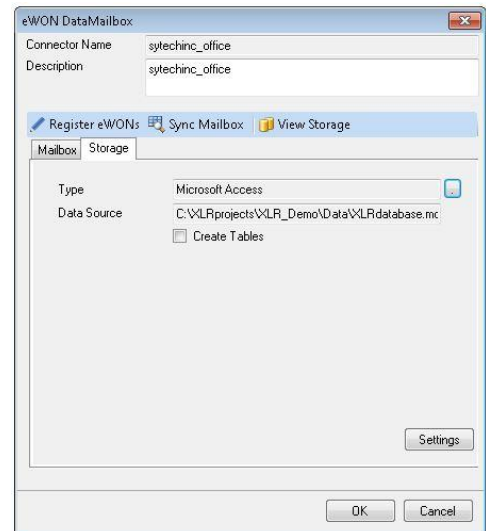 eWON DataMailbox
Connector Name sytechinc_office
Description sytechinc_office
Register eWONs Sync Mailbox View Storage
Mailbox Storage
Type Microsoft Access .
Data Source C:\XLRprojects\XLR_Demo\Data\XLRdatabase.mc
Create Tables
Settings
OK Cancel